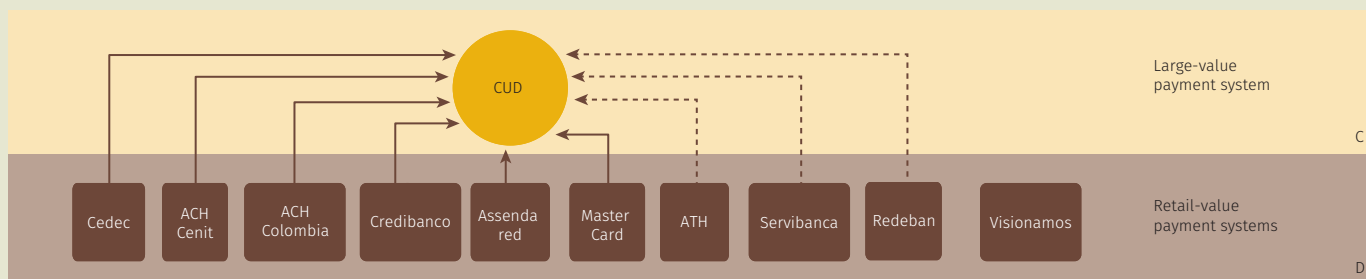 CUD
Large-value
payment system
C
Cedec
ACH
Cenit
ACH
Colombia
Credibanco
Assenda
red
Master
Card
ATH
Servibanca
Redeban
Visionamos
Retail-value
payment systems
D